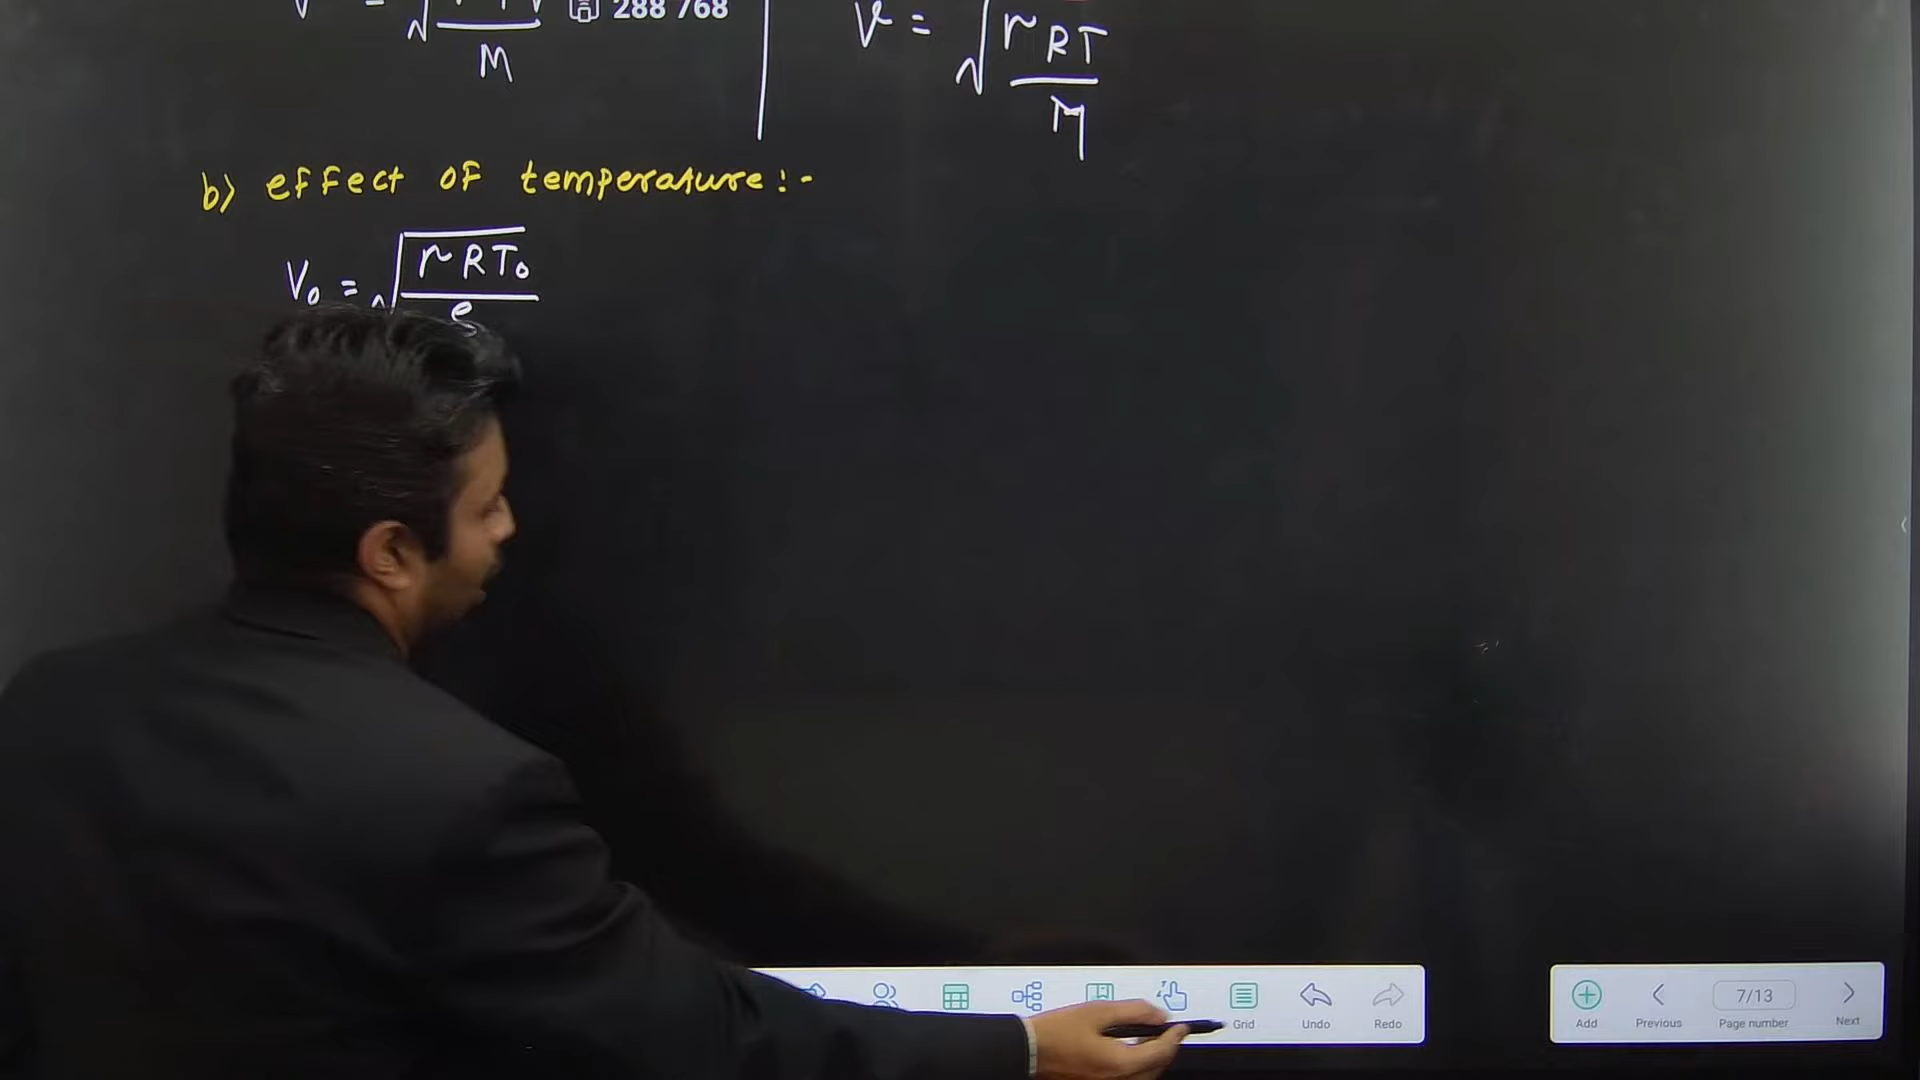 288 768
V = √ γRT / M
M
b) effect of temperature:-
V₀ = √ γRT₀ / e
Grid Undo Redo
Add Previous 7/13 Page number Next